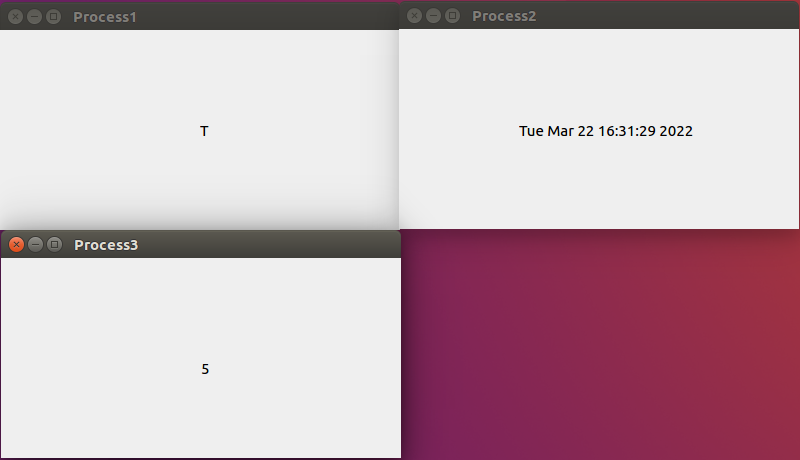 Process1
T
Process2
Tue Mar 22 16:31:29 2022
Process3
5